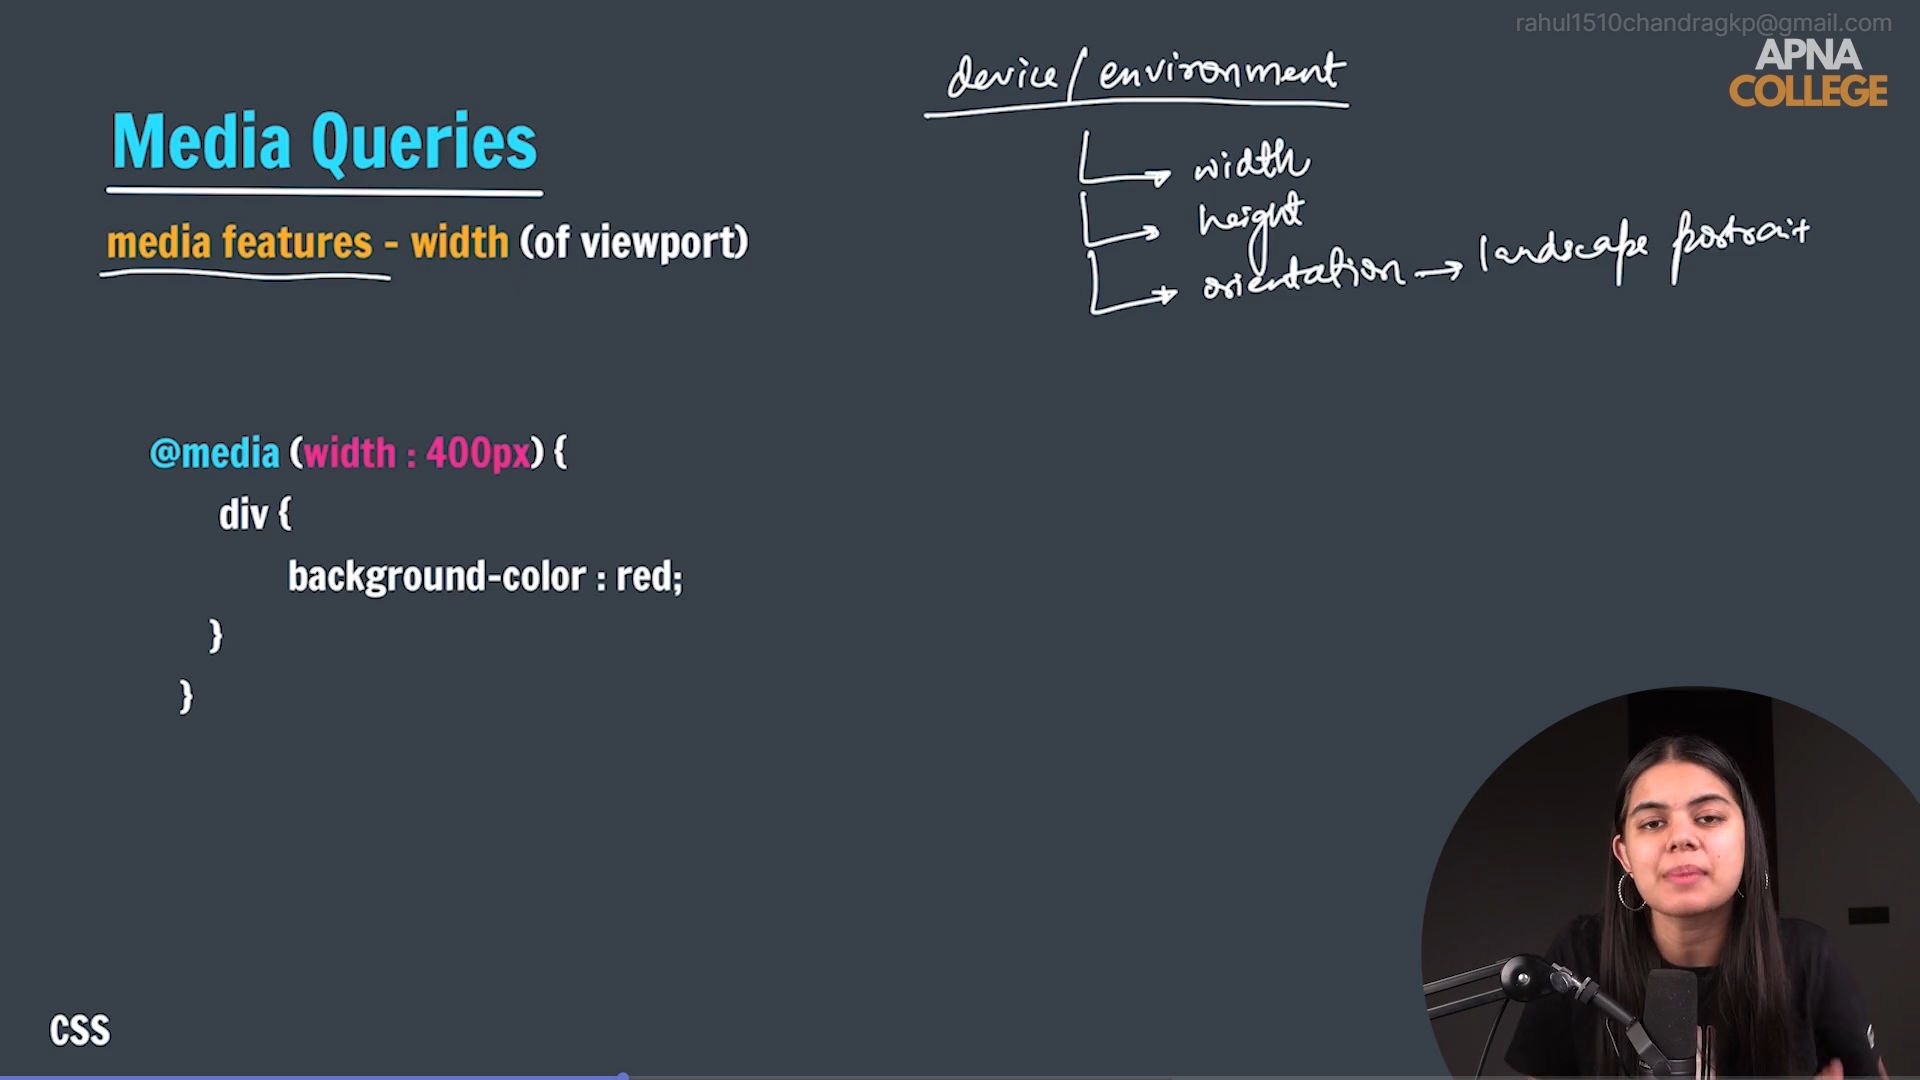 rahul1510chandragkp@gmail.com
APNA
COLLEGE
device / environment
Media Queries
width
height
media features - width (of viewport)
orientation → landscape portrait
@media (width : 400px) {
div {
background-color : red;
}
}
CSS